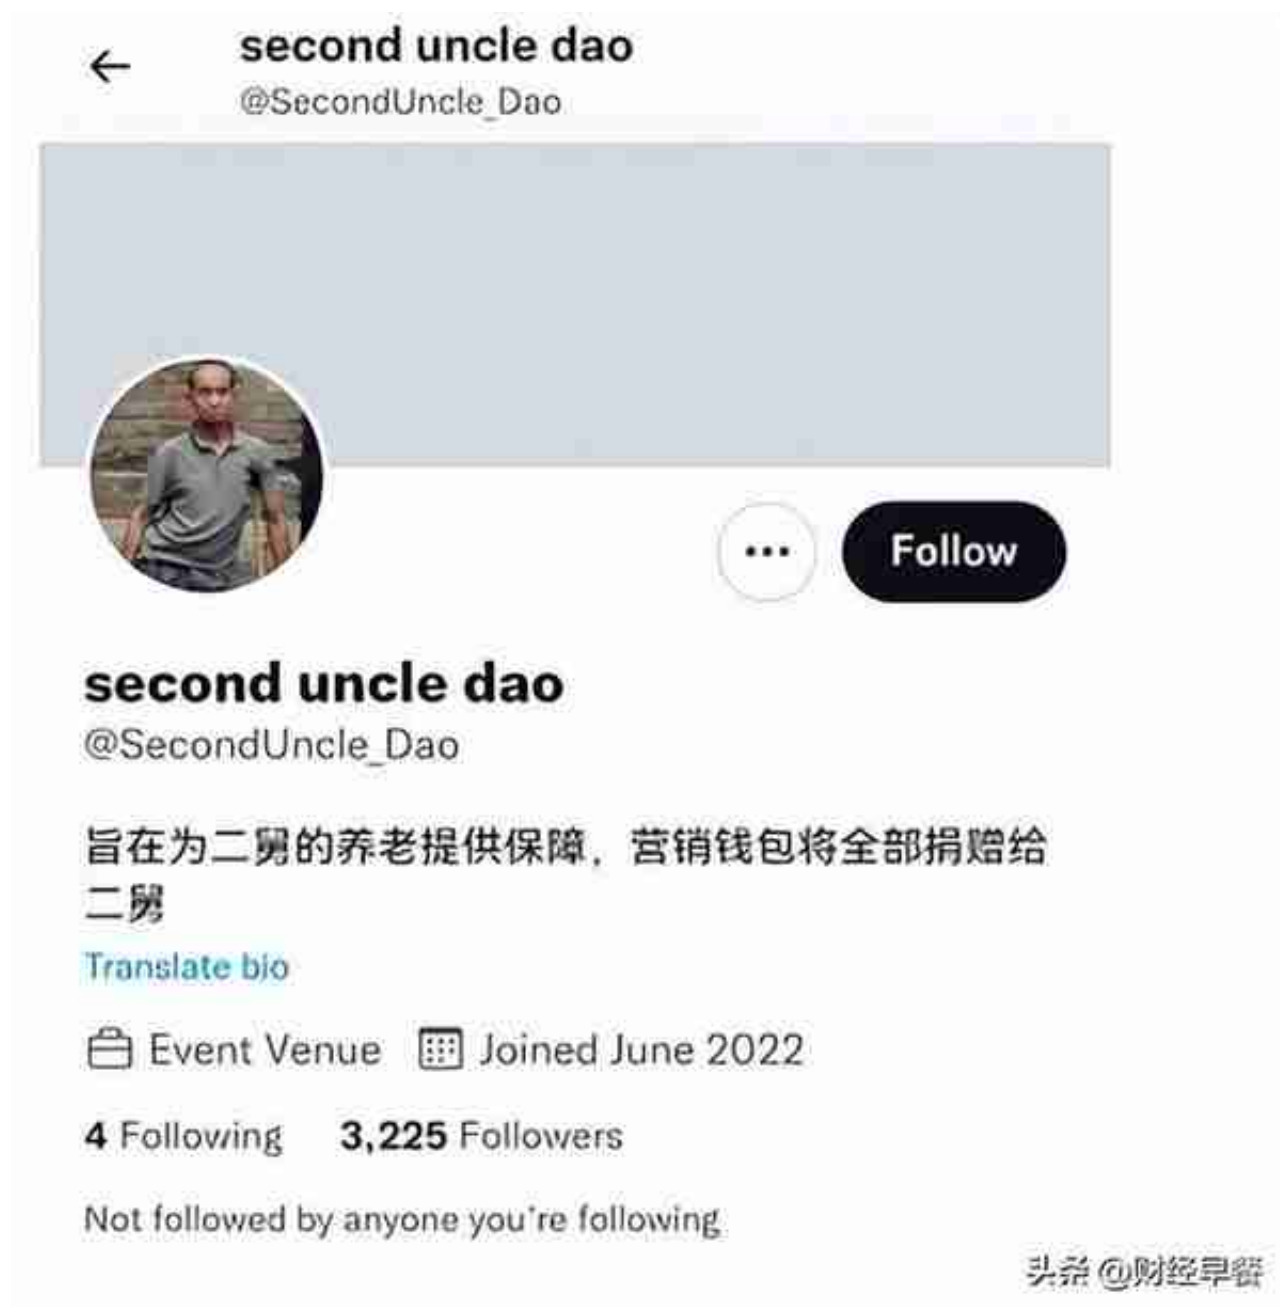 second uncle dao
@SecondUncle_Dao
Follow
second uncle dao
@SecondUncle_Dao
旨在为二舅的养老提供保障，营销钱包将全部捐赠给
二舅
Translate bio
Event Venue Joined June 2022
4 Following 3,225 Followers
Not followed by anyone you're following
头条 @财经早餐